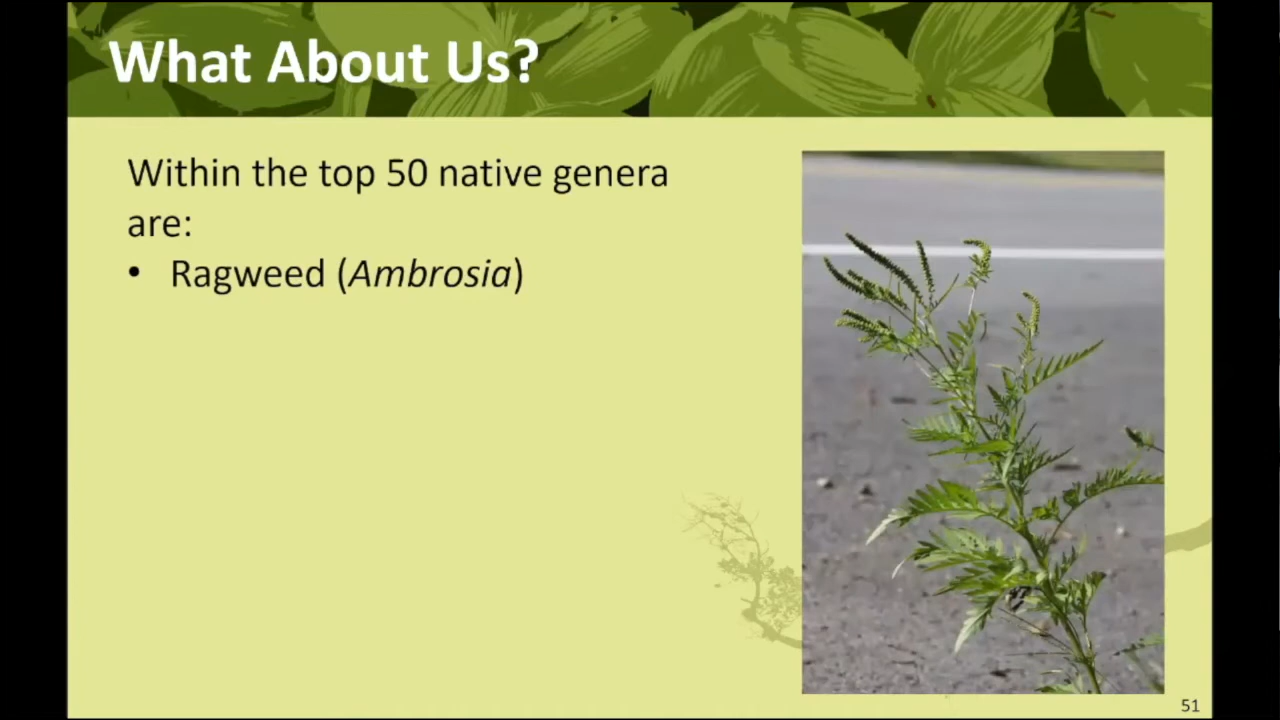 What About Us?
Within the top 50 native genera
are:
• Ragweed (Ambrosia)
51